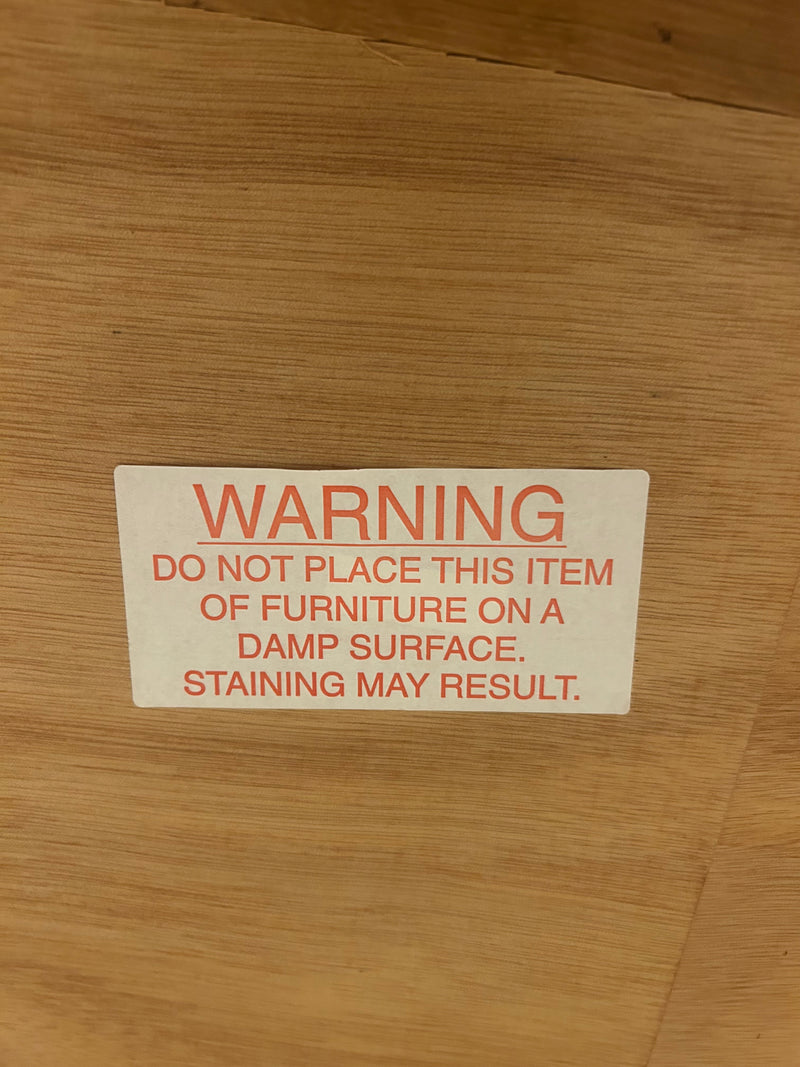 WARNING
DO NOT PLACE THIS ITEM
OF FURNITURE ON A
DAMP SURFACE.
STAINING MAY RESULT.